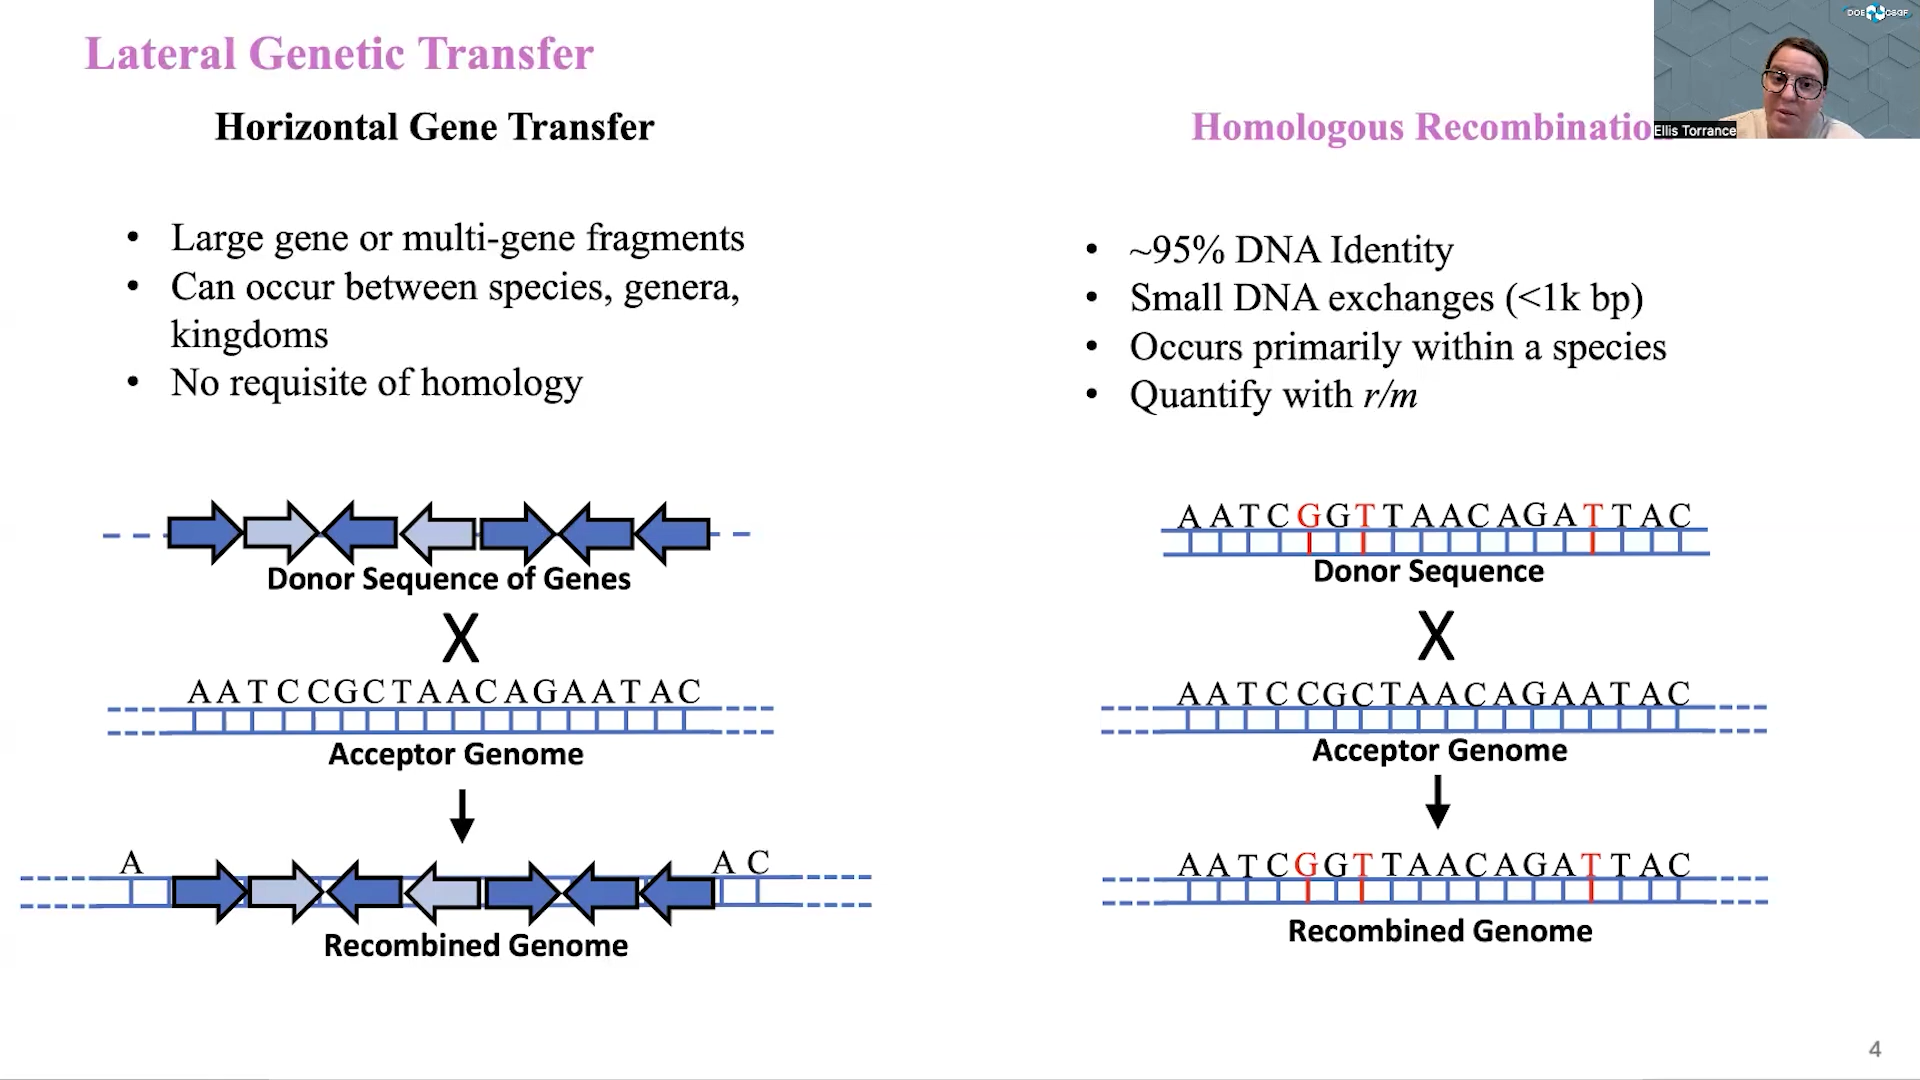 Lateral Genetic Transfer
Horizontal Gene Transfer
• Large gene or multi-gene fragments
• Can occur between species, genera,
kingdoms
• No requisite of homology
Donor Sequence of Genes
X
AATCCGCTAACAGAATAC
Acceptor Genome
A AC
Recombined Genome
Homologous Recombinatio
• ~95% DNA Identity
• Small DNA exchanges (<1k bp)
• Occurs primarily within a species
• Quantify with r/m
AATCGGTTAACAGATTAC
Donor Sequence
X
AATCCGCTAACAGAATAC
Acceptor Genome
AATCGGTTAACAGATTAC
Recombined Genome
DOE CSGF
Ellis Torrance
4